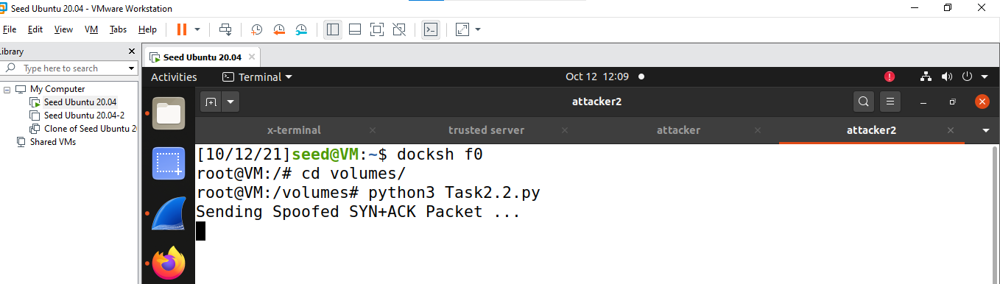 Seed Ubuntu 20.04 - VMware Workstation
File Edit View VM Tabs Help
Library
Type here to search
My Computer
Seed Ubuntu 20.04
Seed Ubuntu 20.04-2
Clone of Seed Ubuntu 20
Shared VMs
Seed Ubuntu 20.04
Activities Terminal Oct 12 12:09
attacker2
x-terminal trusted server attacker attacker2
[10/12/21]seed@VM:~$ docksh f0
root@VM:/# cd volumes/
root@VM:/volumes# python3 Task2.2.py
Sending Spoofed SYN+ACK Packet ...